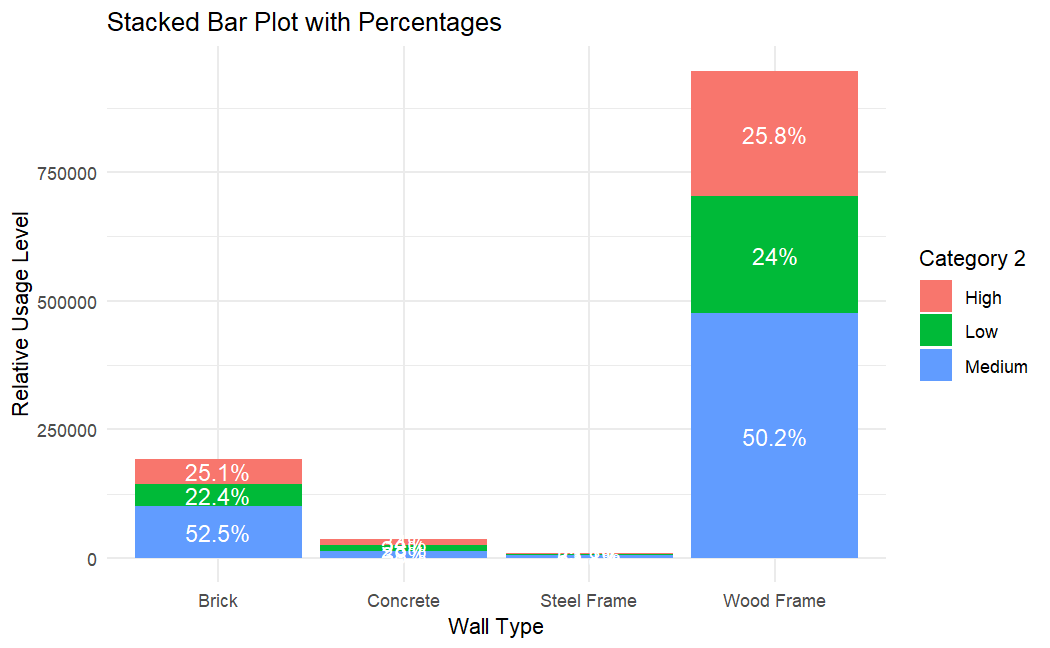 Stacked Bar Plot with Percentages
Relative Usage Level
750000
500000
250000
0
25.8%
24%
50.2%
25.1%
22.4%
52.5%
Brick
Concrete
Steel Frame
Wood Frame
Wall Type
Category 2
High
Low
Medium